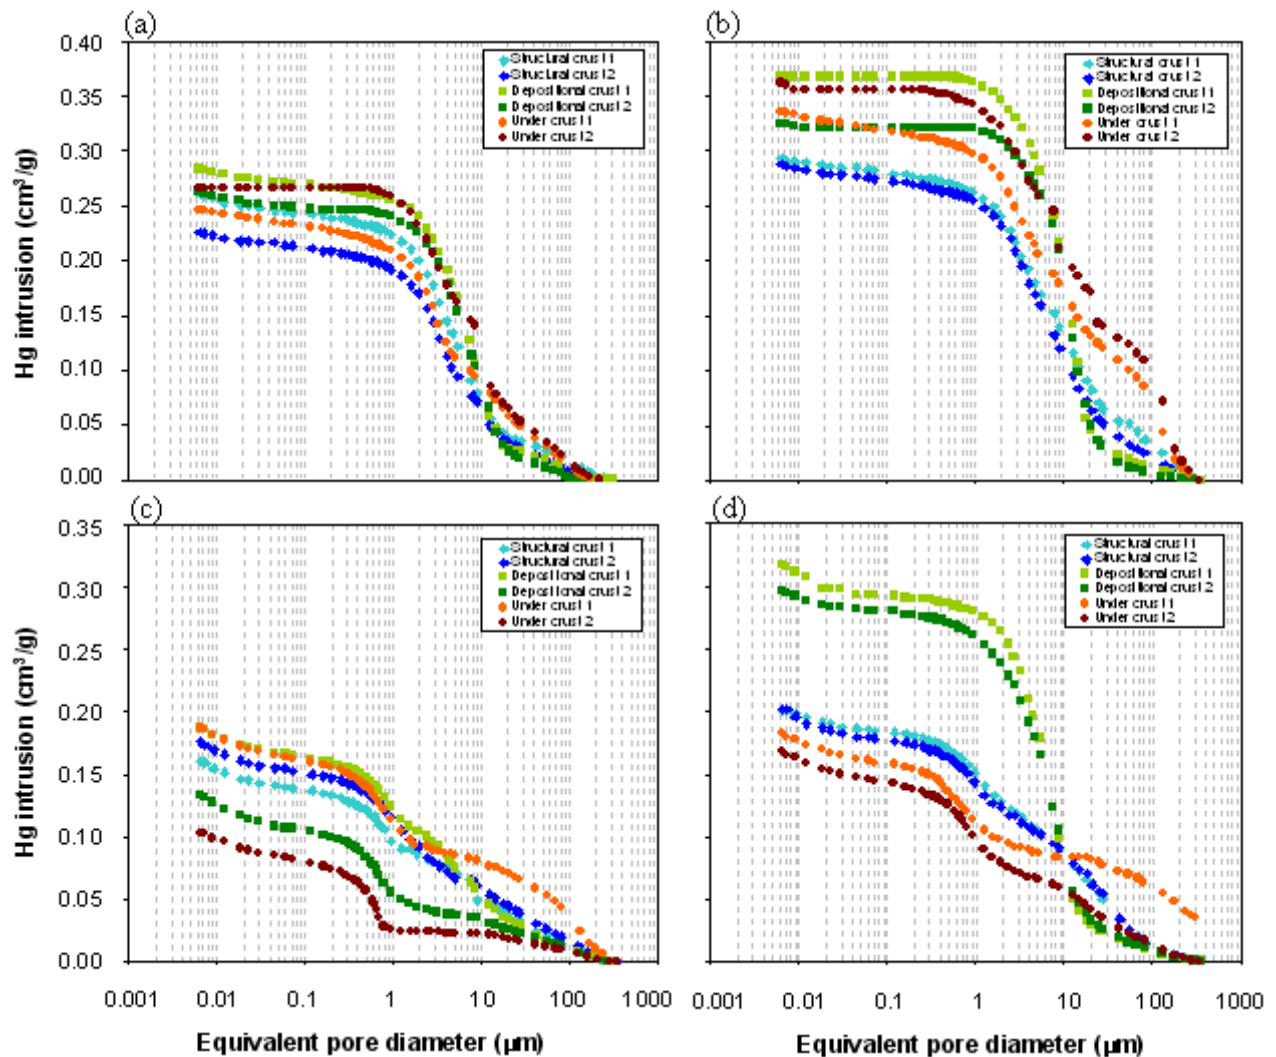 (a)
(b)
0.40
0.35
0.30
0.25
0.20
0.15
0.10
0.05
0.00
Hg intrusion (cm³/g)
Structural crust 1
Structural crust 2
Depositional crust 1
Depositional crust 2
Under crust 1
Under crust 2
Structural crust 1
Structural crust 2
Depositional crust 1
Depositional crust 2
Under crust 1
Under crust 2
(c)
(d)
0.35
0.30
0.25
0.20
0.15
0.10
0.05
0.00
Hg intrusion (cm³/g)
Structural crust 1
Structural crust 2
Depositional crust 1
Depositional crust 2
Under crust 1
Under crust 2
Structural crust 1
Structural crust 2
Depositional crust 1
Depositional crust 2
Under crust 1
Under crust 2
0.001 0.01 0.1 1 10 100 1000
0.001 0.01 0.1 1 10 100 1000
Equivalent pore diameter (µm)
Equivalent pore diameter (µm)